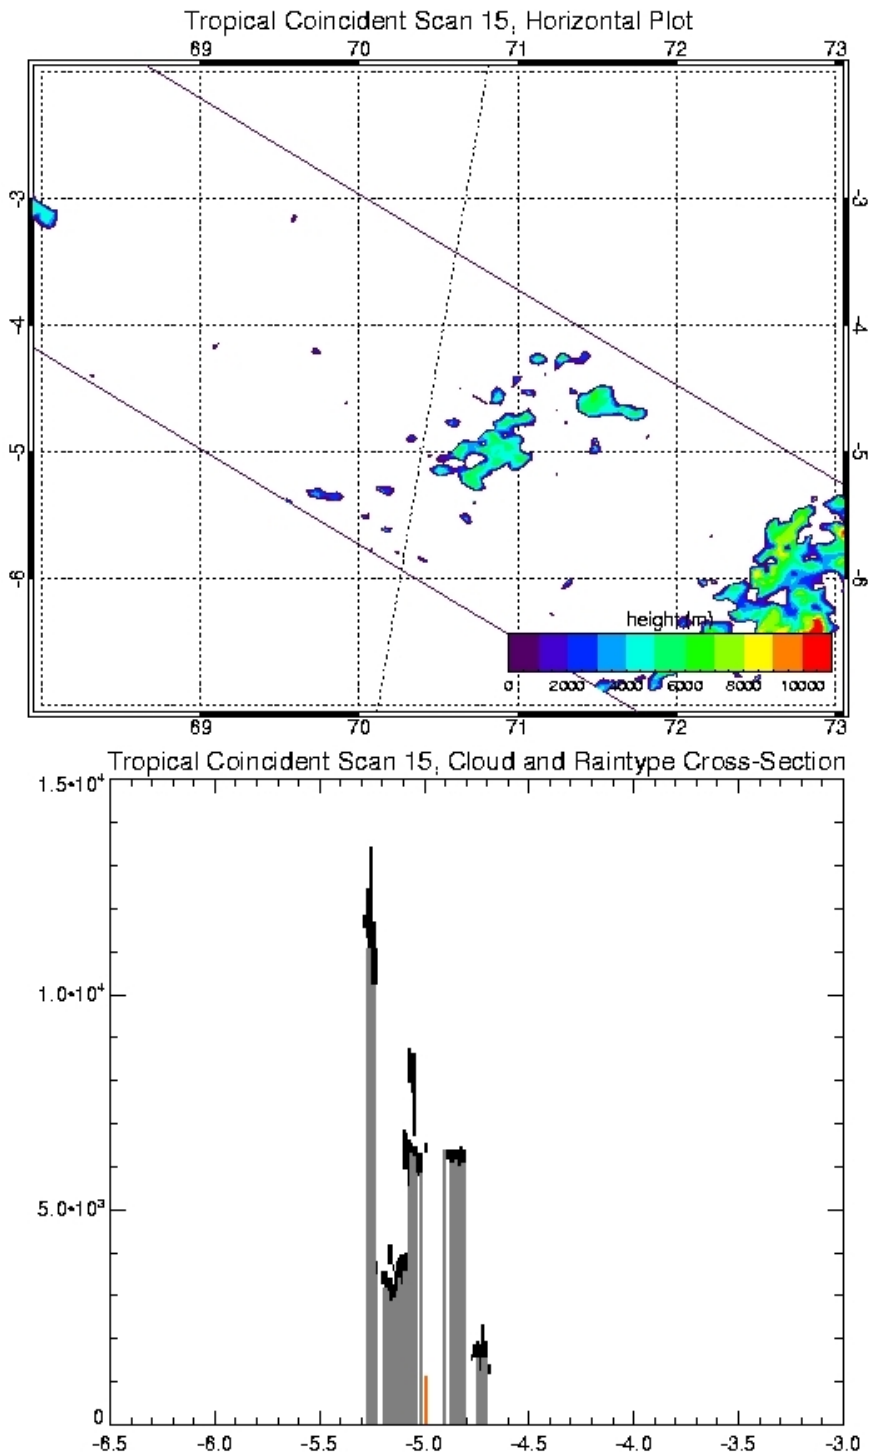 Tropical Coincident Scan 15, Horizontal Plot
69 70 71 72 73
-3 -3
-4 -4
-5 -5
-6 -6
height (m)
0 2000 4000 6000 8000 10000
69 70 71 72 73
Tropical Coincident Scan 15, Cloud and Raintype Cross-Section
1.5•10⁴
1.0•10⁴
5.0•10³
0
-6.5 -6.0 -5.5 -5.0 -4.5 -4.0 -3.5 -3.0